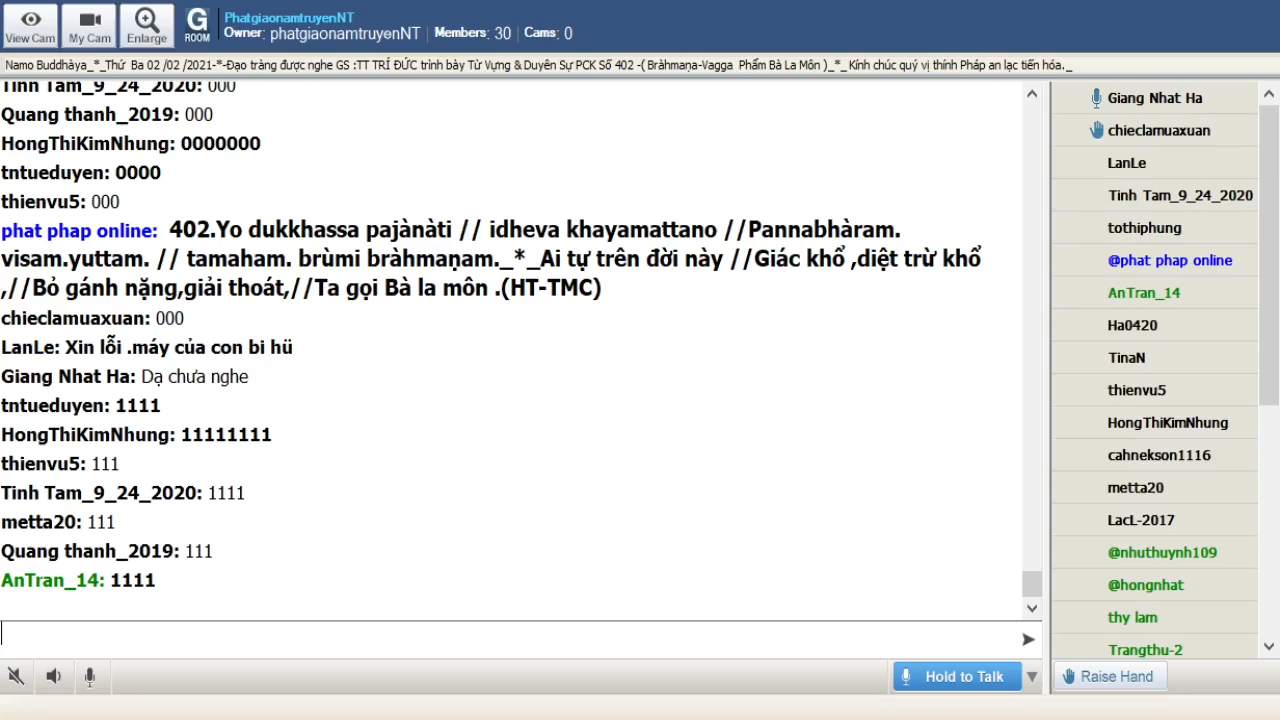 View Cam
My Cam
Enlarge
G
ROOM
PhatgiaonamtruyenNT
Owner: phatgiaonamtruyenNT | Members: 30 | Cams: 0
Namo Buddhàya_*_Thứ Ba 02 /02 /2021-*-Đạo tràng được nghe GS :TT TRÍ ĐỨC trình bày Từ Vựng & Duyên Sự PCK Số 402 -( Bràhmaṇa-Vagga Phẩm Bà La Môn )_*_ Kính chúc quý vị thính Pháp an lạc tiến hóa._
Tinh Tam_9_24_2020: 000
Quang thanh_2019: 000
HongThiKimNhung: 0000000
tntueduyen: 0000
thienvu5: 000
phat phap online: 402.Yo dukkhassa pajànàti // idheva khayamattano //Pannabhàram.
visam.yuttam. // tamaham. brùmi bràhmaṇam._*_Ai tự trên đời này //Giác khổ ,diệt trừ khổ
,//Bỏ gánh nặng,giải thoát,//Ta gọi Bà la môn .(HT-TMC)
chieclamuaxuan: 000
LanLe: Xin lỗi .máy của con bi hü
Giang Nhat Ha: Dạ chưa nghe
tntueduyen: 1111
HongThiKimNhung: 11111111
thienvu5: 111
Tinh Tam_9_24_2020: 1111
metta20: 111
Quang thanh_2019: 111
AnTran_14: 1111
Hold to Talk
Giang Nhat Ha
chieclamuaxuan
LanLe
Tinh Tam_9_24_2020
tothiphung
@phat phap online
AnTran_14
Ha0420
TinaN
thienvu5
HongThiKimNhung
cahnekson1116
metta20
LacL-2017
@nhuthuynh109
@hongnhat
thy lam
Trangthu-2
Raise Hand